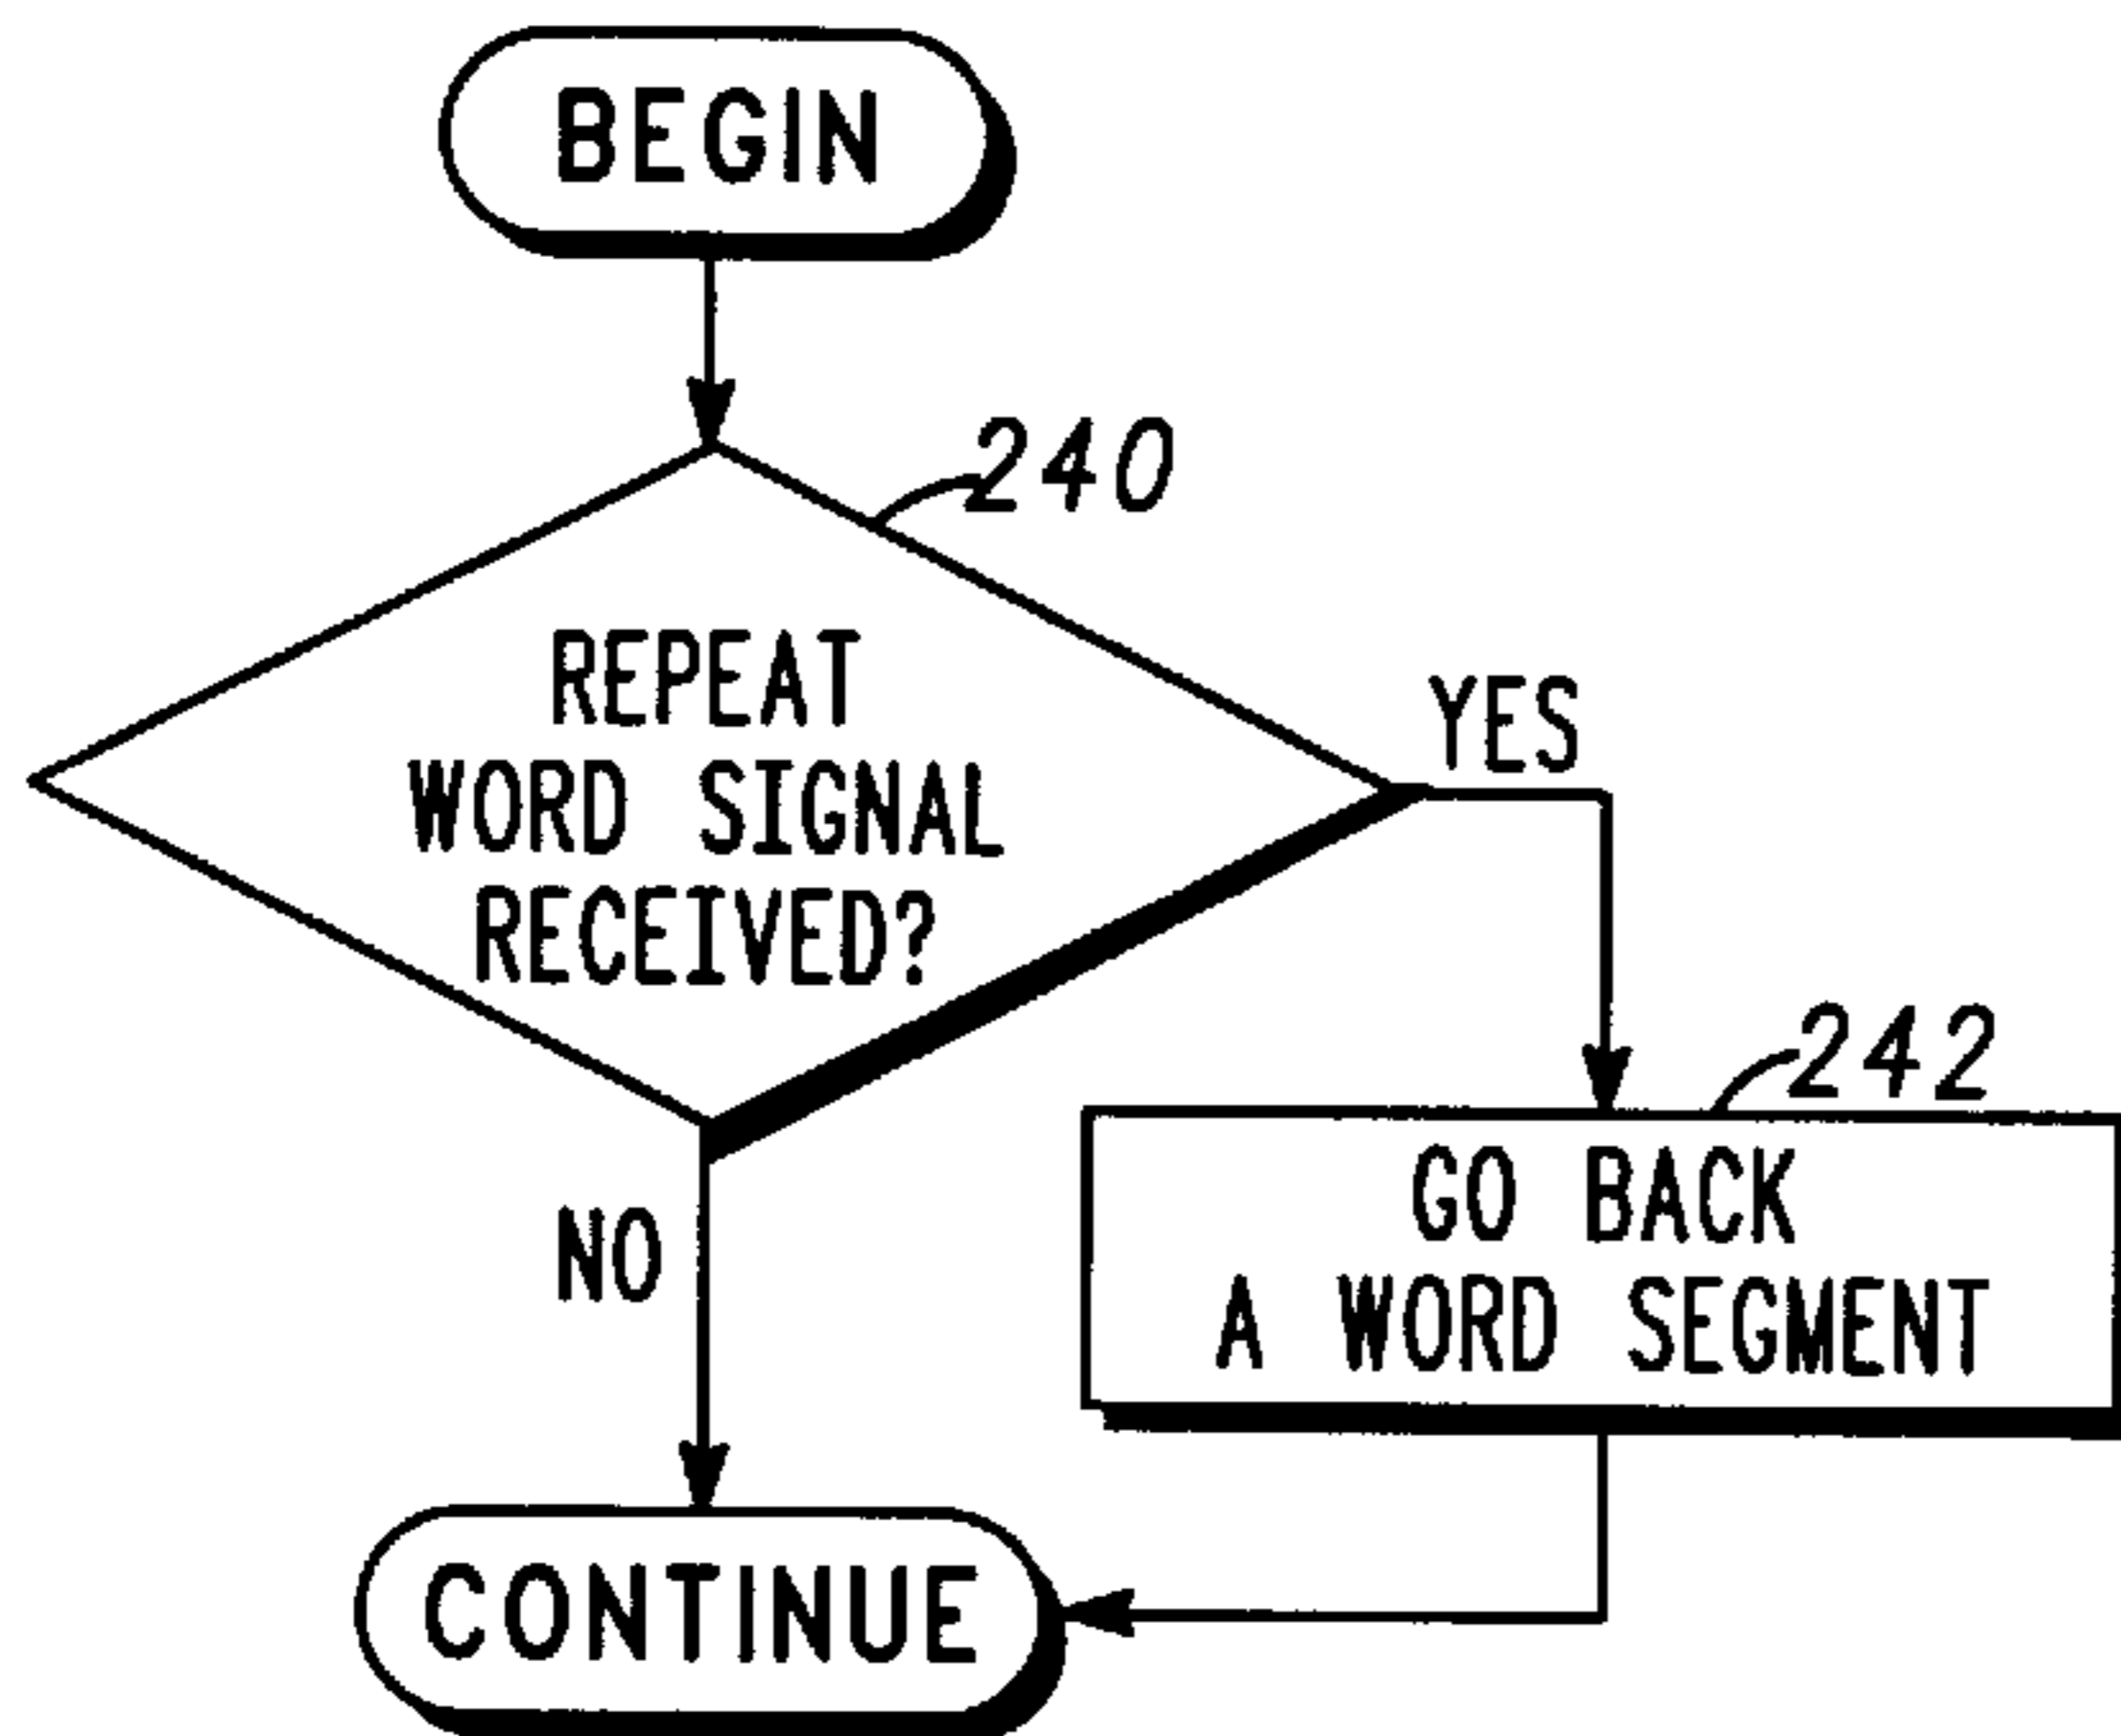 BEGIN
240
REPEAT
WORD SIGNAL
RECEIVED?
YES
242
GO BACK
A WORD SEGMENT
NO
CONTINUE